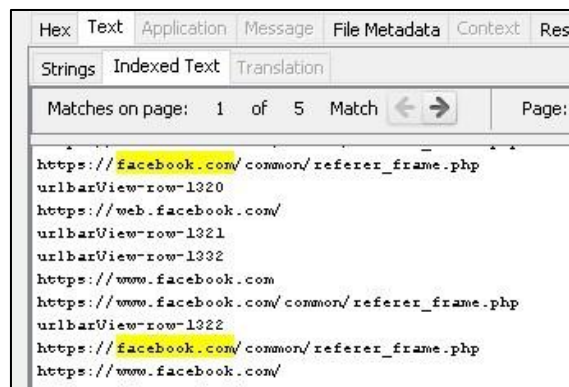 Hex Text Application Message File Metadata Context Res
Strings Indexed Text Translation
Matches on page: 1 of 5 Match Page:
https://facebook.com/common/referer_frame.php
urlbarView-row-1320
https://web.facebook.com/
urlbarView-row-1321
urlbarView-row-1332
https://www.facebook.com
https://www.facebook.com/common/referer_frame.php
urlbarView-row-1322
https://facebook.com/common/referer_frame.php
https://www.facebook.com/